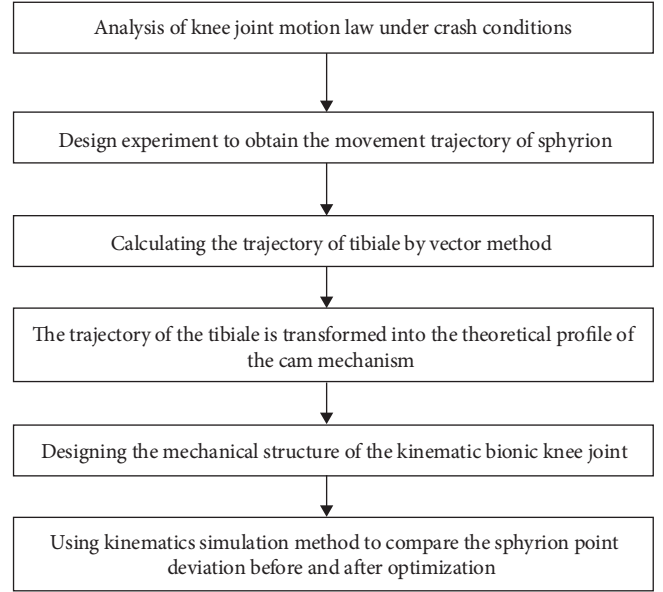 Analysis of knee joint motion law under crash conditions
Design experiment to obtain the movement trajectory of sphyrion
Calculating the trajectory of tibiale by vector method
The trajectory of the tibiale is transformed into the theoretical profile of
the cam mechanism
Designing the mechanical structure of the kinematic bionic knee joint
Using kinematics simulation method to compare the sphyrion point
deviation before and after optimization